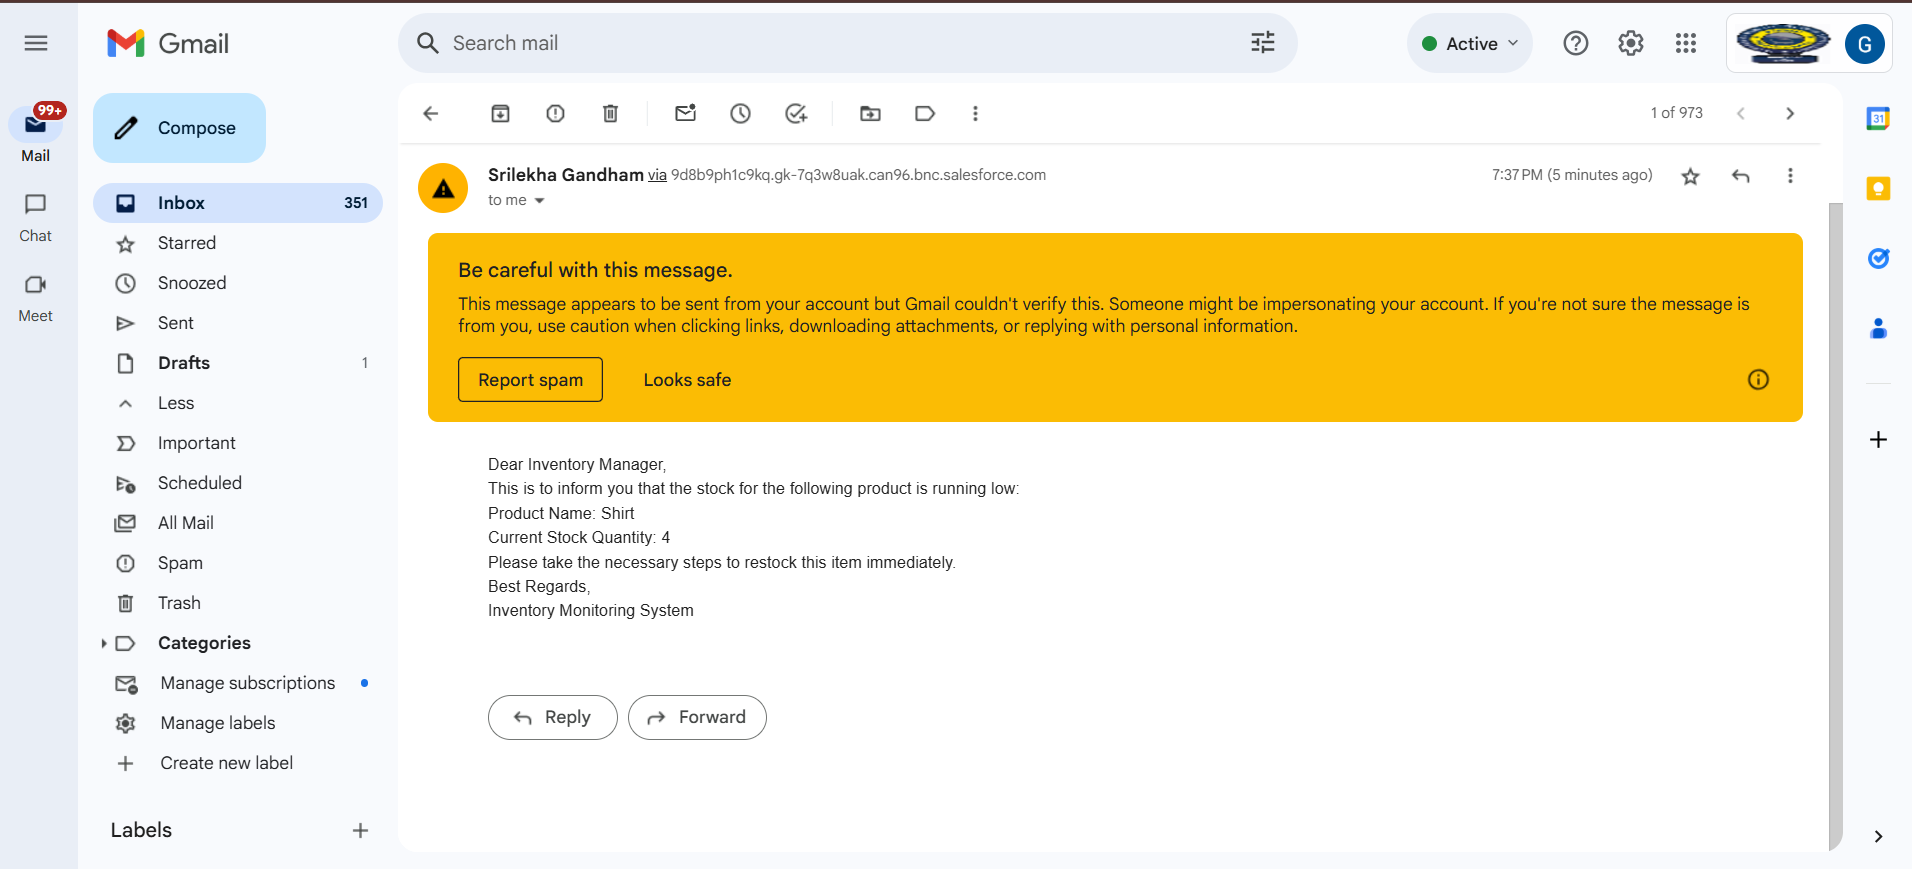 Gmail
Search mail
Active
G
99+
Mail
Chat
Meet
Compose
Inbox 351
Starred
Snoozed
Sent
Drafts 1
Less
Important
Scheduled
All Mail
Spam
Trash
Categories
Manage subscriptions
Manage labels
Create new label
Labels
1 of 973
Srilekha Gandham via 9d8b9ph1c9kq.gk-7q3w8uak.can96.bnc.salesforce.com
7:37 PM (5 minutes ago)
to me
Be careful with this message.
This message appears to be sent from your account but Gmail couldn't verify this. Someone might be impersonating your account. If you're not sure the message is
from you, use caution when clicking links, downloading attachments, or replying with personal information.
Report spam
Looks safe
Dear Inventory Manager,
This is to inform you that the stock for the following product is running low:
Product Name: Shirt
Current Stock Quantity: 4
Please take the necessary steps to restock this item immediately.
Best Regards,
Inventory Monitoring System
Reply
Forward
31